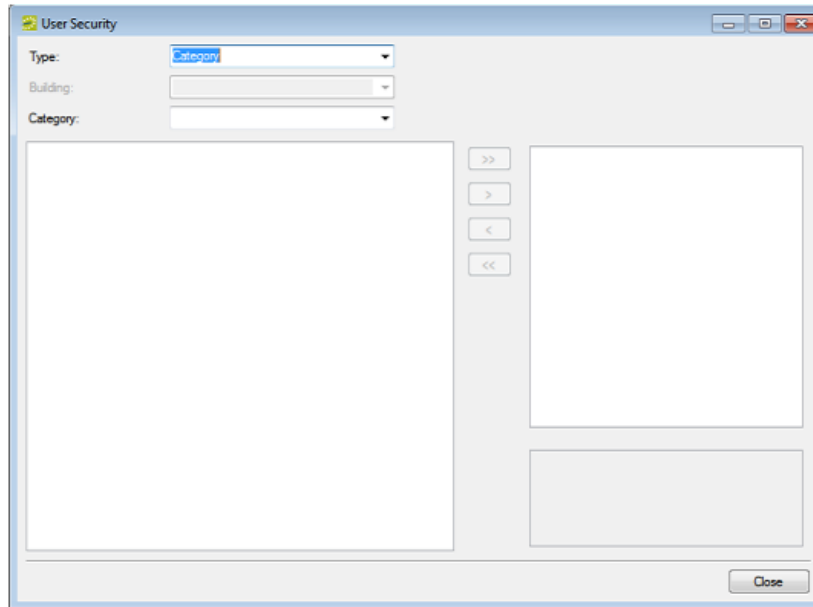 User Security
Type: Category
Building:
Category:
>>
>
<
<<
Close